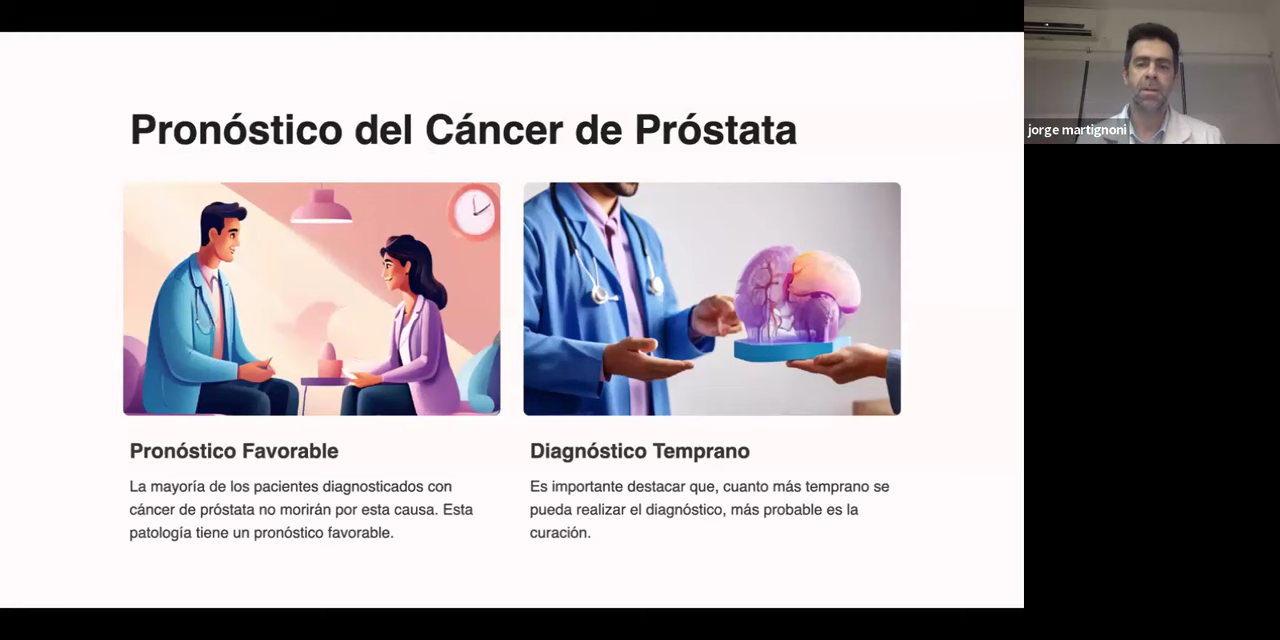 Pronóstico del Cáncer de Próstata
jorge martignoni
Pronóstico Favorable
La mayoría de los pacientes diagnosticados con
cáncer de próstata no morirán por esta causa. Esta
patología tiene un pronóstico favorable.
Diagnóstico Temprano
Es importante destacar que, cuanto más temprano se
pueda realizar el diagnóstico, más probable es la
curación.